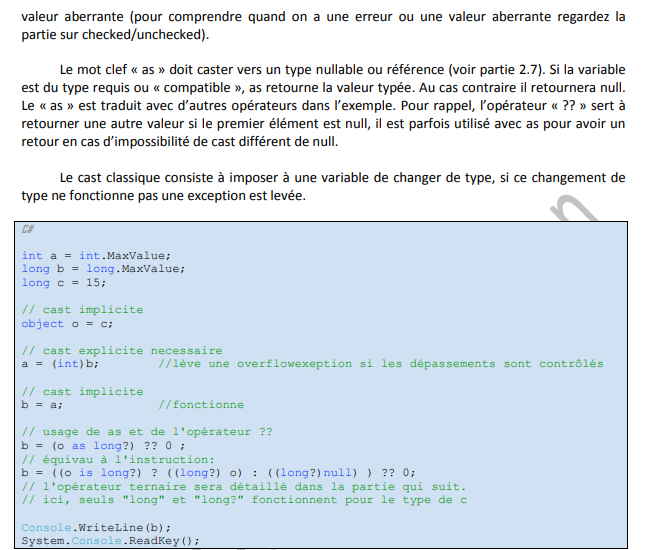 valeur aberrante (pour comprendre quand on a une erreur ou une valeur aberrante regardez la
partie sur checked/unchecked).
Le mot clef « as » doit caster vers un type nullable ou référence (voir partie 2.7). Si la variable
est du type requis ou « compatible », as retourne la valeur typée. Au cas contraire il retournera null.
Le « as » est traduit avec d'autres opérateurs dans l'exemple. Pour rappel, l'opérateur « ?? » sert à
retourner une autre valeur si le premier élément est null, il est parfois utilisé avec as pour avoir un
retour en cas d'impossibilité de cast différent de null.
Le cast classique consiste à imposer à une variable de changer de type, si ce changement de
type ne fonctionne pas une exception est levée.
C#
int a = int.MaxValue;
long b = long.MaxValue;
long c = 15;
// cast implicite
object o = c;
// cast explicite necessaire
a = (int)b; //lève une overflowexeption si les dépassements sont contrôlés
// cast implicite
b = a; //fonctionne
// usage de as et de l'opérateur ??
b = (o as long?) ?? 0 ;
// équivau à l'instruction:
b = ((o is long?) ? ((long?) o) : ((long?)null) ) ?? 0;
// l'opérateur ternaire sera détaillé dans la partie qui suit.
// ici, seuls "long" et "long?" fonctionnent pour le type de c
Console.WriteLine(b);
System.Console.ReadKey();